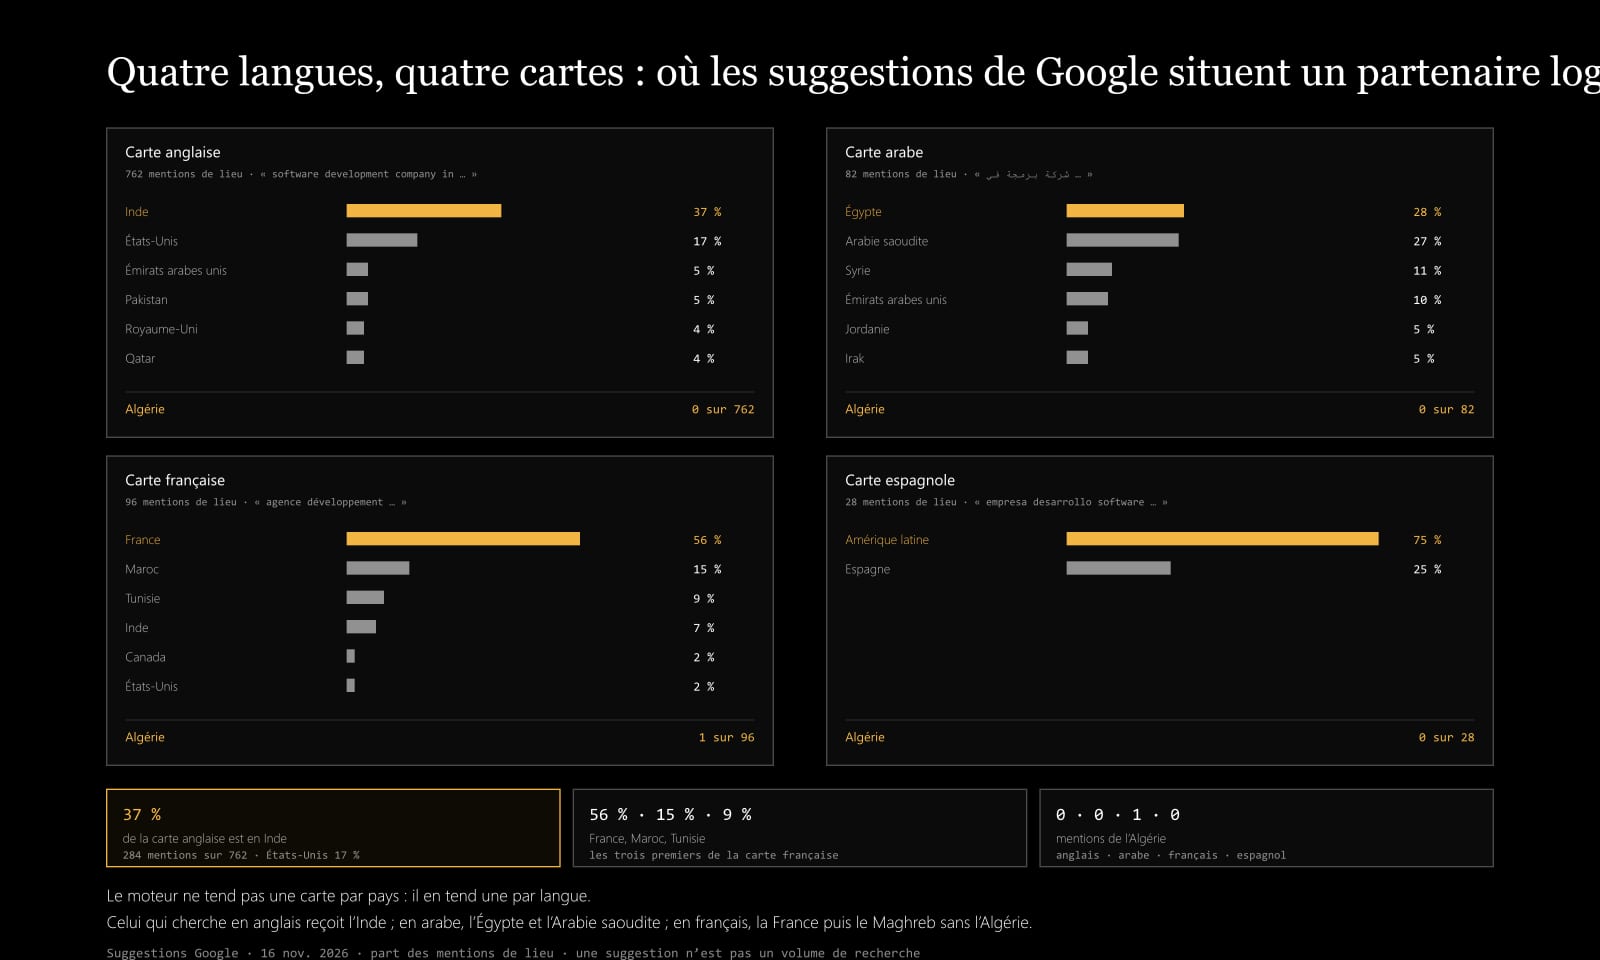 Quatre langues, quatre cartes : où les suggestions de Google situent un partenaire log
Carte anglaise
762 mentions de lieu · « software development company in … »
Inde 37 %
États-Unis 17 %
Émirats arabes unis 5 %
Pakistan 5 %
Royaume-Uni 4 %
Qatar 4 %
Algérie 0 sur 762
Carte arabe
82 mentions de lieu · « شركة برمجة في … »
Égypte 28 %
Arabie saoudite 27 %
Syrie 11 %
Émirats arabes unis 10 %
Jordanie 5 %
Irak 5 %
Algérie 0 sur 82
Carte française
96 mentions de lieu · « agence développement … »
France 56 %
Maroc 15 %
Tunisie 9 %
Inde 7 %
Canada 2 %
États-Unis 2 %
Algérie 1 sur 96
Carte espagnole
28 mentions de lieu · « empresa desarrollo software … »
Amérique latine 75 %
Espagne 25 %
Algérie 0 sur 28
37 %
de la carte anglaise est en Inde
284 mentions sur 762 · États-Unis 17 %
56 % · 15 % · 9 %
France, Maroc, Tunisie
les trois premiers de la carte française
0 · 0 · 1 · 0
mentions de l’Algérie
anglais · arabe · français · espagnol
Le moteur ne tend pas une carte par pays : il en tend une par langue.
Celui qui cherche en anglais reçoit l’Inde ; en arabe, l’Égypte et l’Arabie saoudite ; en français, la France puis le Maghreb sans l’Algérie.
Suggestions Google · 16 nov. 2026 · part des mentions de lieu · une suggestion n’est pas un volume de recherche